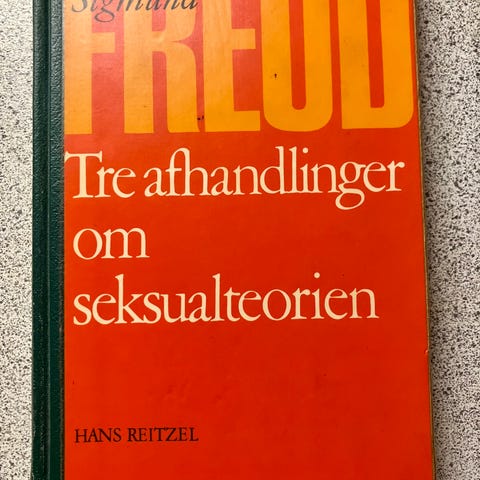 Sigmund
FREUD
Tre afhandlinger
om
seksualteorien
HANS REITZEL